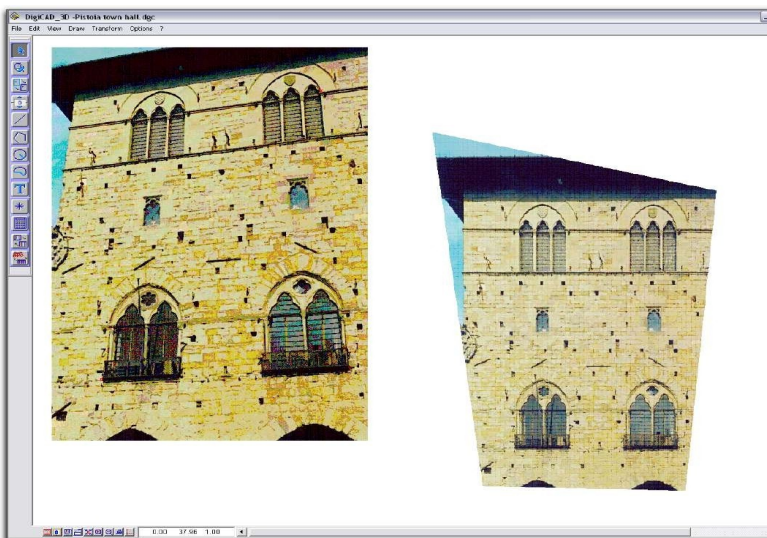 DigiCAD_3D -Pistoia town hall.dgc
File Edit View Draw Transform Options ?
T
0.00 37.98 1.00